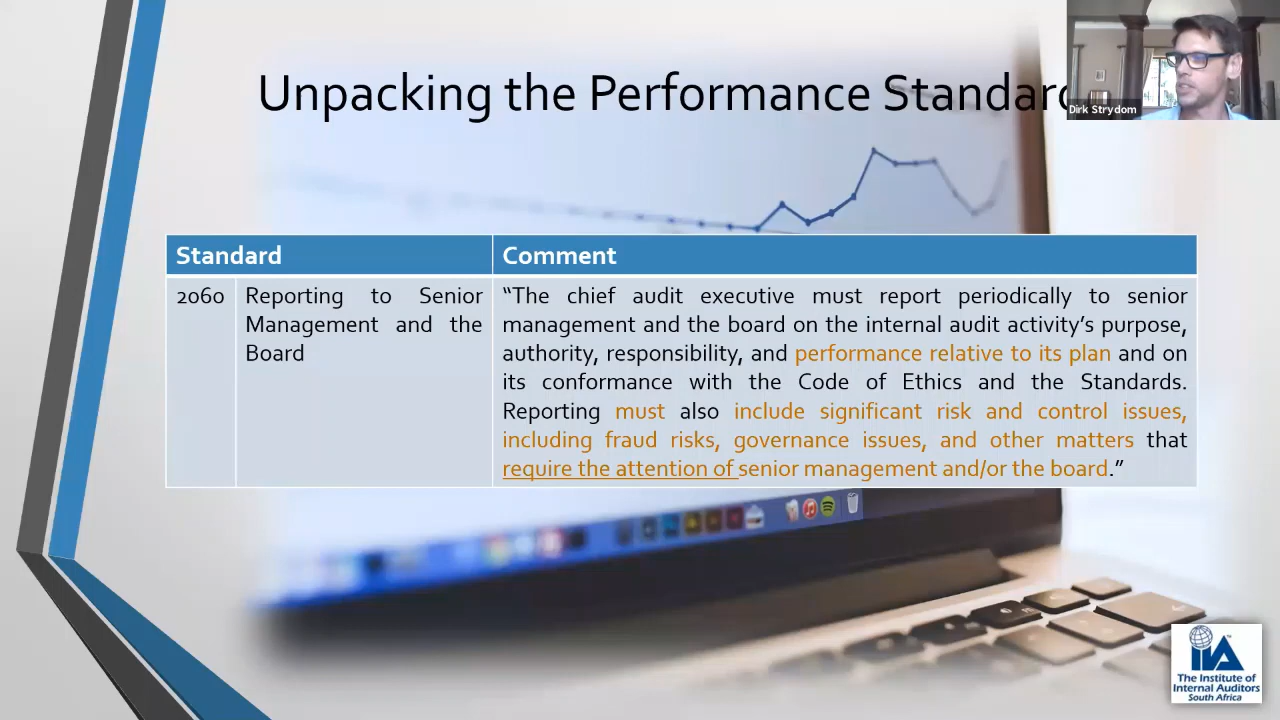 Unpacking the Performance Standard
Dirk Strydom
Standard
Comment
2060
Reporting to Senior
Management and the
Board
“The chief audit executive must report periodically to senior
management and the board on the internal audit activity’s purpose,
authority, responsibility, and performance relative to its plan and on
its conformance with the Code of Ethics and the Standards.
Reporting must also include significant risk and control issues,
including fraud risks, governance issues, and other matters that
require the attention of senior management and/or the board.”
IIA
The Institute of
Internal Auditors
South Africa